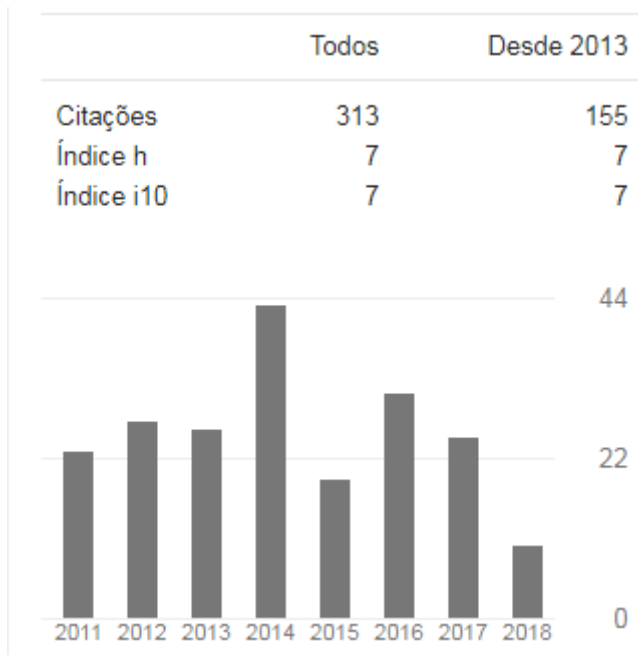 Todos Desde 2013
Citações 313 155
Índice h 7 7
Índice i10 7 7
44
22
0
2011 2012 2013 2014 2015 2016 2017 2018